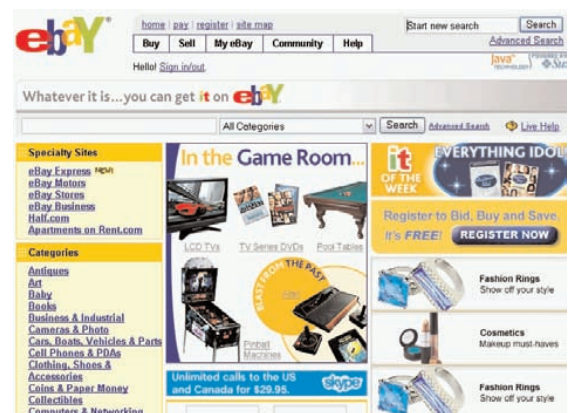 ebY
home | pay | register | site map
Start new search
Search
Buy
Sell
My eBay
Community
Help
Advanced Search
Hello! Sign in/out.
Java
TECHNOLOGY
Whatever it is...you can get it on ebY
All Categories
Search
Advanced Search
Live Help
Specialty Sites
eBay Express NEW!
eBay Motors
eBay Stores
eBay Business
Half.com
Apartments on Rent.com
Categories
Antiques
Art
Baby
Books
Business & Industrial
Cameras & Photo
Cars, Boats, Vehicles & Parts
Cell Phones & PDAs
Clothing, Shoes &
Accessories
Coins & Paper Money
Collectibles
Computers & Networking
In the Game Room...
LCD TVs
TV Series DVDs
Pool Tables
BLAST FROM THE PAST
Atari
Pinball
Machines
Unlimited calls to the US
and Canada for $29.95.
skype
it
OF THE
WEEK
EVERYTHING IDOL
Register to Bid, Buy and Save.
It's FREE!
REGISTER NOW
Fashion Rings
Show off your style
Cosmetics
Makeup must-haves
Fashion Rings
Show off your style